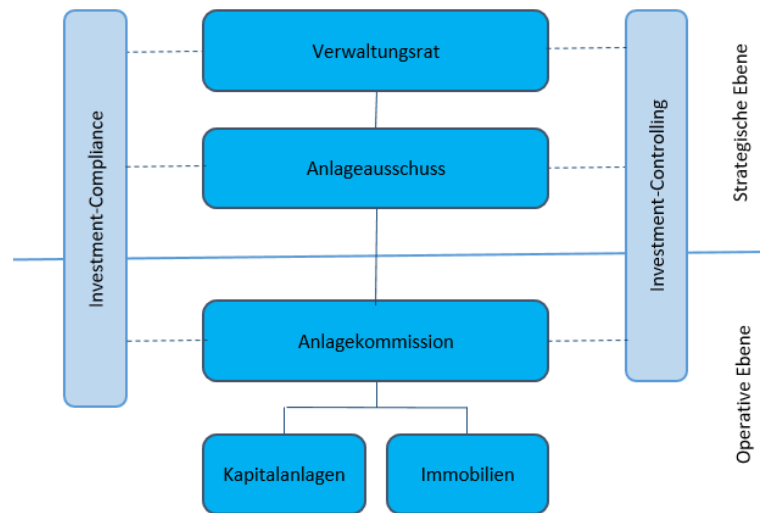 Verwaltungsrat
Anlageausschuss
Anlagekommission
Kapitalanlagen
Immobilien
Investment-Compliance
Investment-Controlling
Strategische Ebene
Operative Ebene